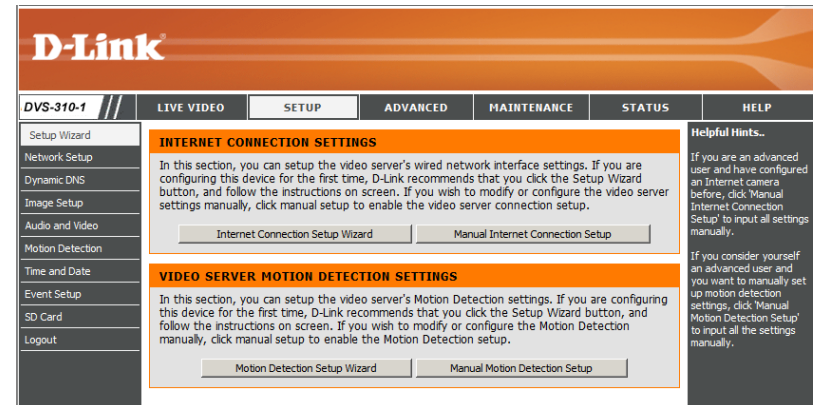 D-Link
DVS-310-1
LIVE VIDEO
SETUP
ADVANCED
MAINTENANCE
STATUS
HELP
Setup Wizard
Network Setup
Dynamic DNS
Image Setup
Audio and Video
Motion Detection
Time and Date
Event Setup
SD Card
Logout
INTERNET CONNECTION SETTINGS
In this section, you can setup the video server's wired network interface settings. If you are
configuring this device for the first time, D-Link recommends that you click the Setup Wizard
button, and follow the instructions on screen. If you wish to modify or configure the video server
settings manually, click manual setup to enable the video server connection setup.
Internet Connection Setup Wizard
Manual Internet Connection Setup
VIDEO SERVER MOTION DETECTION SETTINGS
In this section, you can setup the video server's Motion Detection settings. If you are configuring
this device for the first time, D-Link recommends that you click the Setup Wizard button, and
follow the instructions on screen. If you wish to modify or configure the Motion Detection
manually, click manual setup to enable the Motion Detection setup.
Motion Detection Setup Wizard
Manual Motion Detection Setup
Helpful Hints..
If you are an advanced
user and have configured
an Internet camera
before, click 'Manual
Internet Connection
Setup' to input all settings
manually.
If you consider yourself
an advanced user and
you want to manually set
up motion detection
settings, click 'Manual
Motion Detection Setup'
to input all the settings
manually.